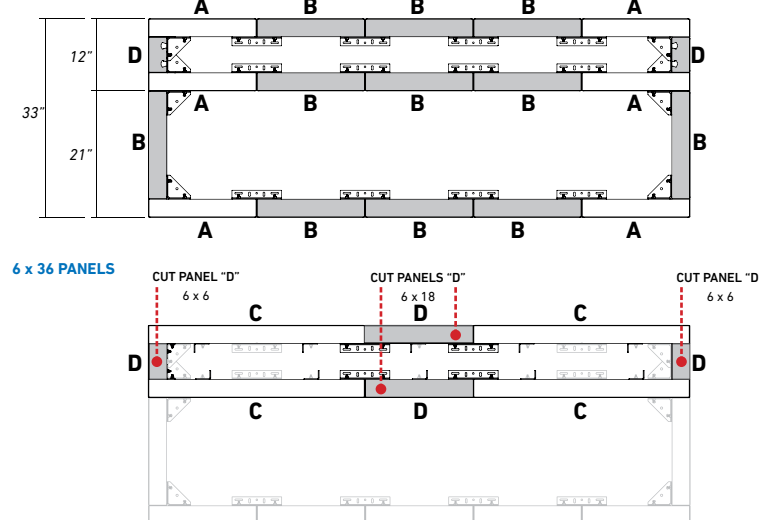 A B B B A
12"
D D
33"
A B B B A
B B
21"
A B B B A
6 x 36 PANELS
CUT PANEL "D" CUT PANELS "D" CUT PANEL "D
6 x 6 6 x 18 6 x 6
C D C
D D
C D C